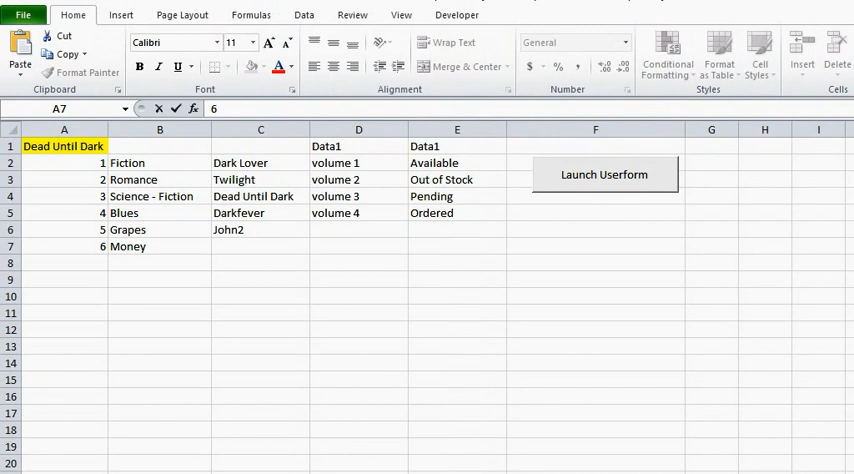 File Home Insert Page Layout Formulas Data Review View Developer
Paste Cut Copy Format Painter
Clipboard
Calibri 11 A A
B I U A
Font
Wrap Text
Merge & Center
Alignment
General
$ % , .0 .00 .00 .0
Number
Conditional Formatting Format as Table Cell Styles
Styles
Insert Delete
Cells
A7 fx 6
A B C D E F G H I
1 Dead Until Dark Data1 Data1
2 1 Fiction Dark Lover volume 1 Available
Launch Userform
3 2 Romance Twilight volume 2 Out of Stock
4 3 Science - Fiction Dead Until Dark volume 3 Pending
5 4 Blues Darkfever volume 4 Ordered
6 5 Grapes John2
7 6 Money
8
9
10
11
12
13
14
15
16
17
18
19
20